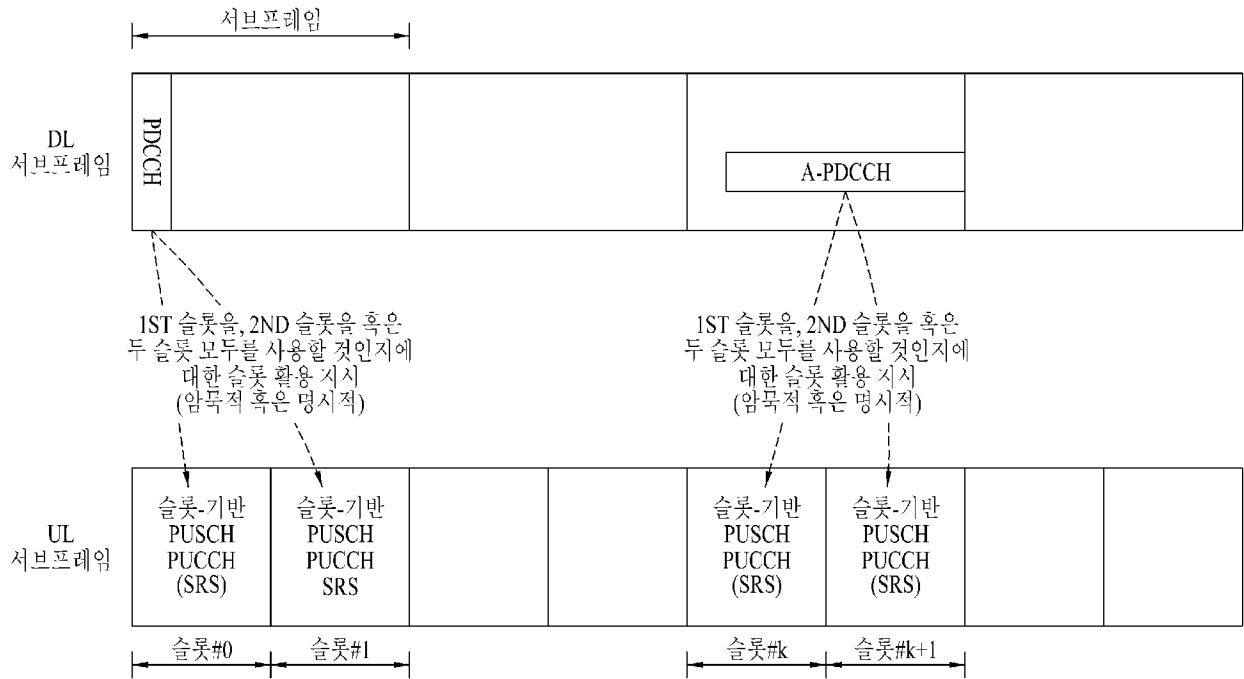 서브프레임
DL
서브프레임
PDCCH
A-PDCCH
1ST 슬롯을, 2ND 슬롯을 혹은
두 슬롯 모두를 사용할 것인지에
대한 슬롯 활용 지시
(암묵적 혹은 명시적)
1ST 슬롯을, 2ND 슬롯을 혹은
두 슬롯 모두를 사용할 것인지에
대한 슬롯 활용 지시
(암묵적 혹은 명시적)
UL
서브프레임
슬롯-기반
PUSCH
PUCCH
(SRS)
슬롯-기반
PUSCH
PUCCH
SRS
슬롯-기반
PUSCH
PUCCH
(SRS)
슬롯-기반
PUSCH
PUCCH
(SRS)
슬롯#0
슬롯#1
슬롯#k
슬롯#k+1